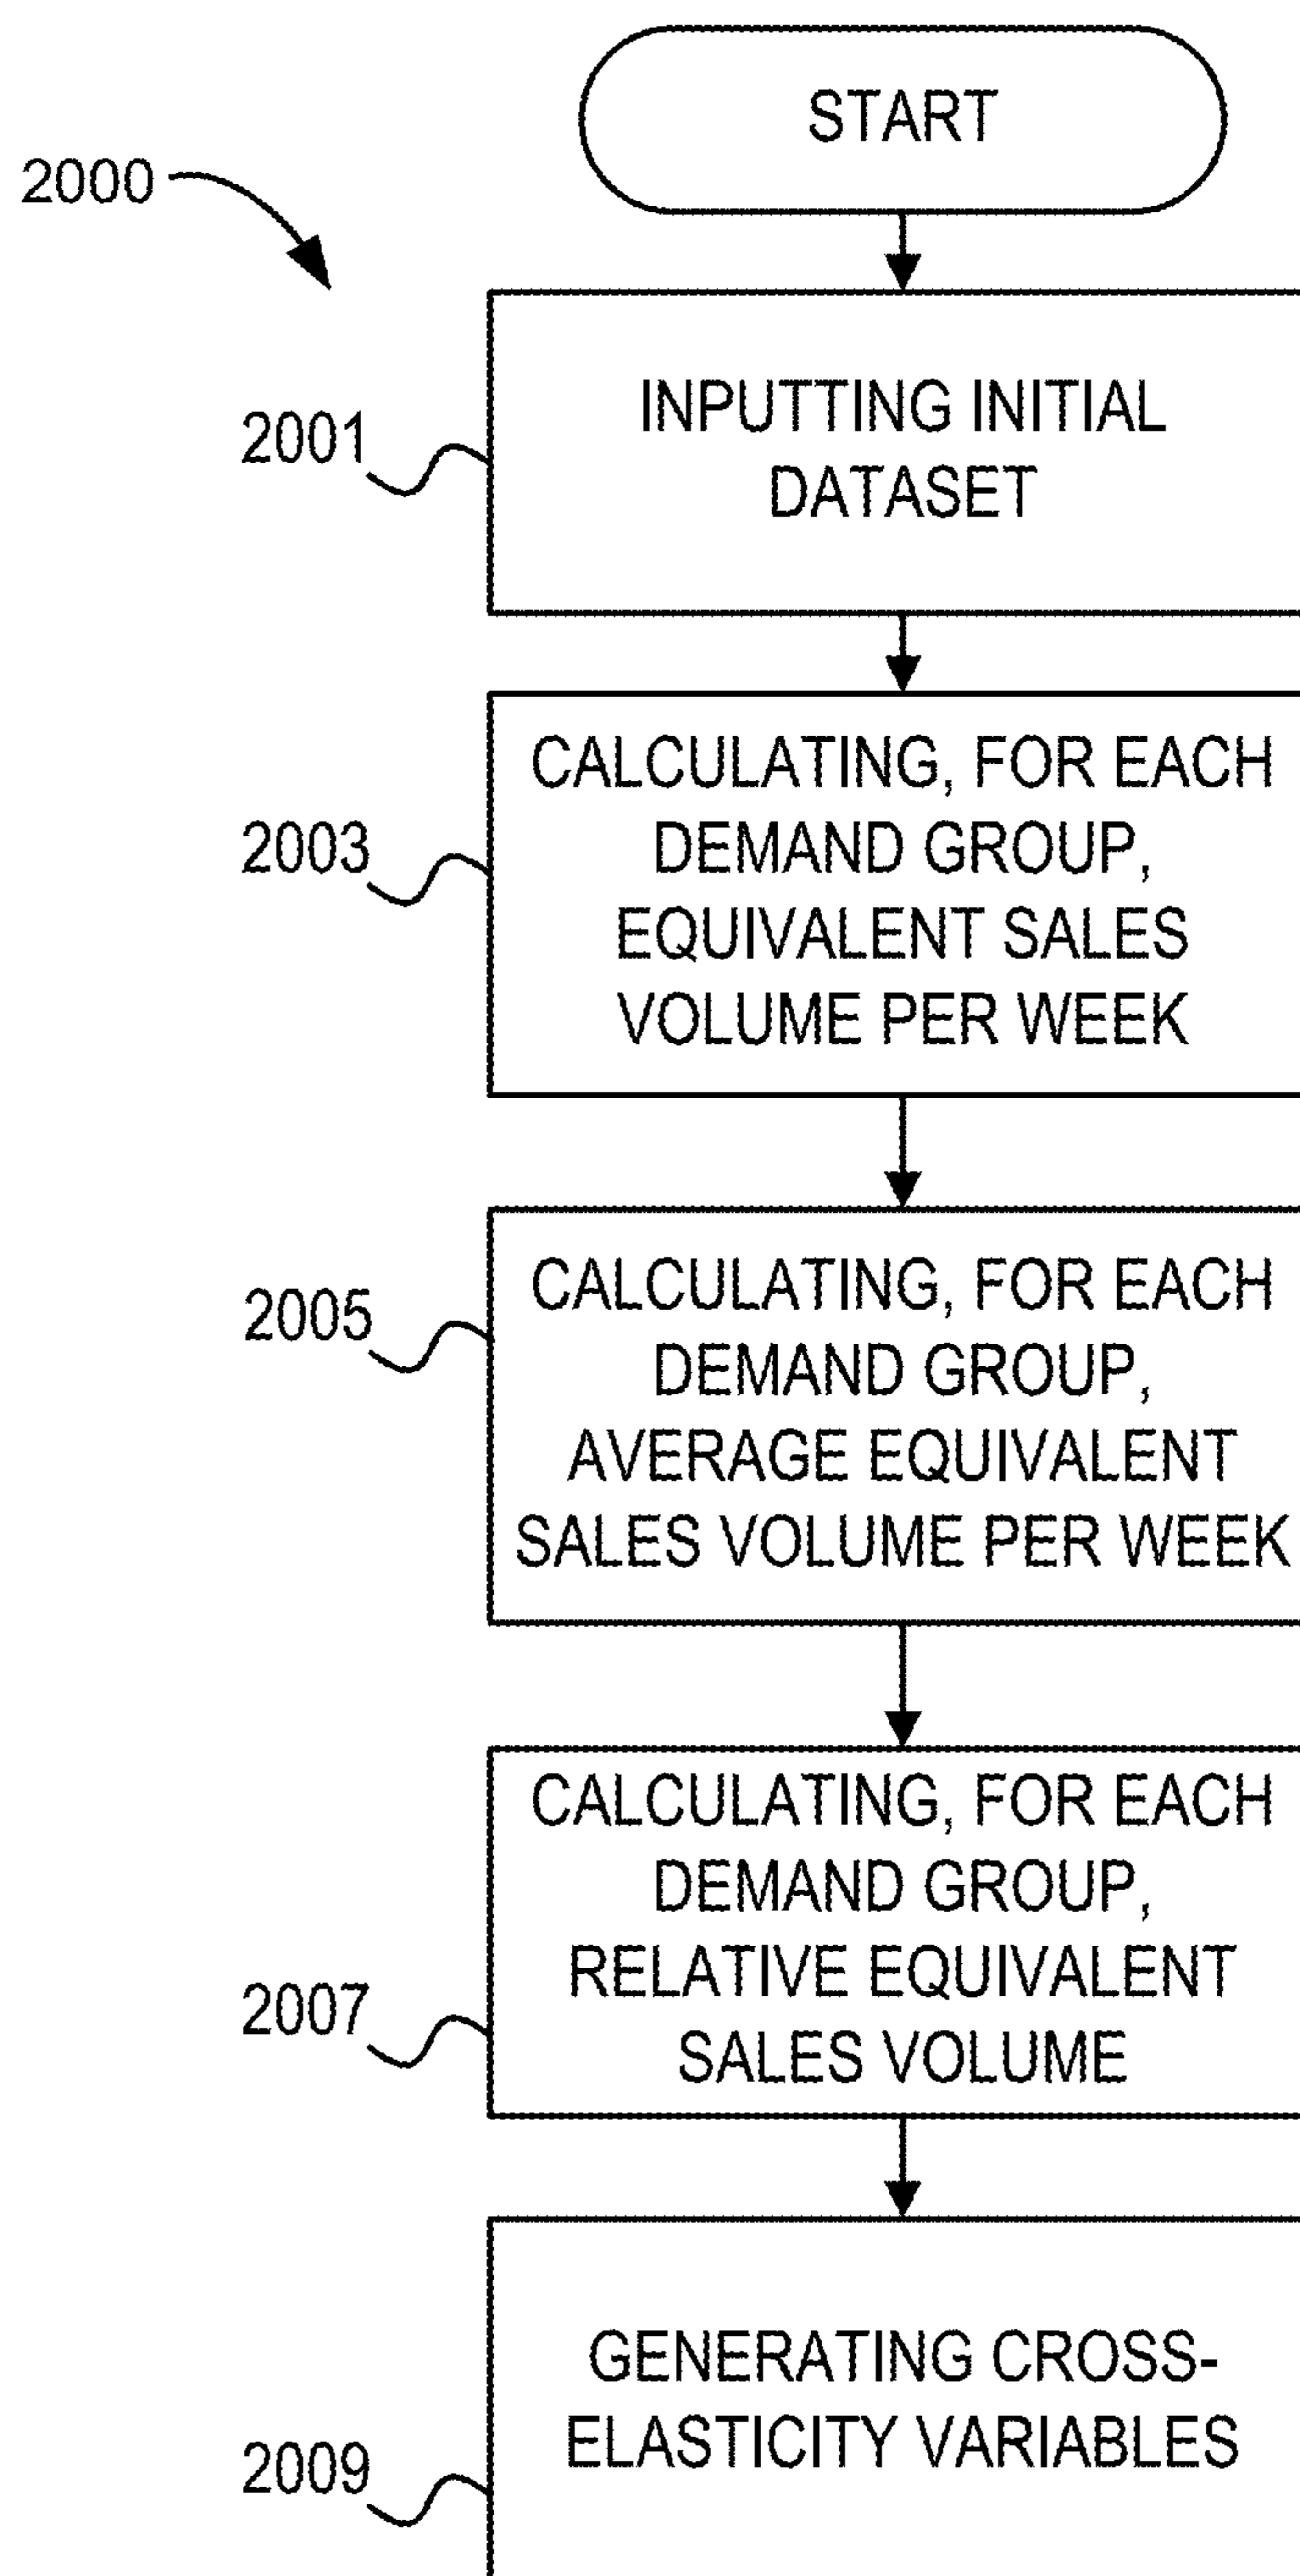 START
2000
INPUTTING INITIAL
DATASET
2001
CALCULATING, FOR EACH
DEMAND GROUP,
EQUIVALENT SALES
VOLUME PER WEEK
2003
CALCULATING, FOR EACH
DEMAND GROUP,
AVERAGE EQUIVALENT
SALES VOLUME PER WEEK
2005
CALCULATING, FOR EACH
DEMAND GROUP,
RELATIVE EQUIVALENT
SALES VOLUME
2007
GENERATING CROSS-
ELASTICITY VARIABLES
2009